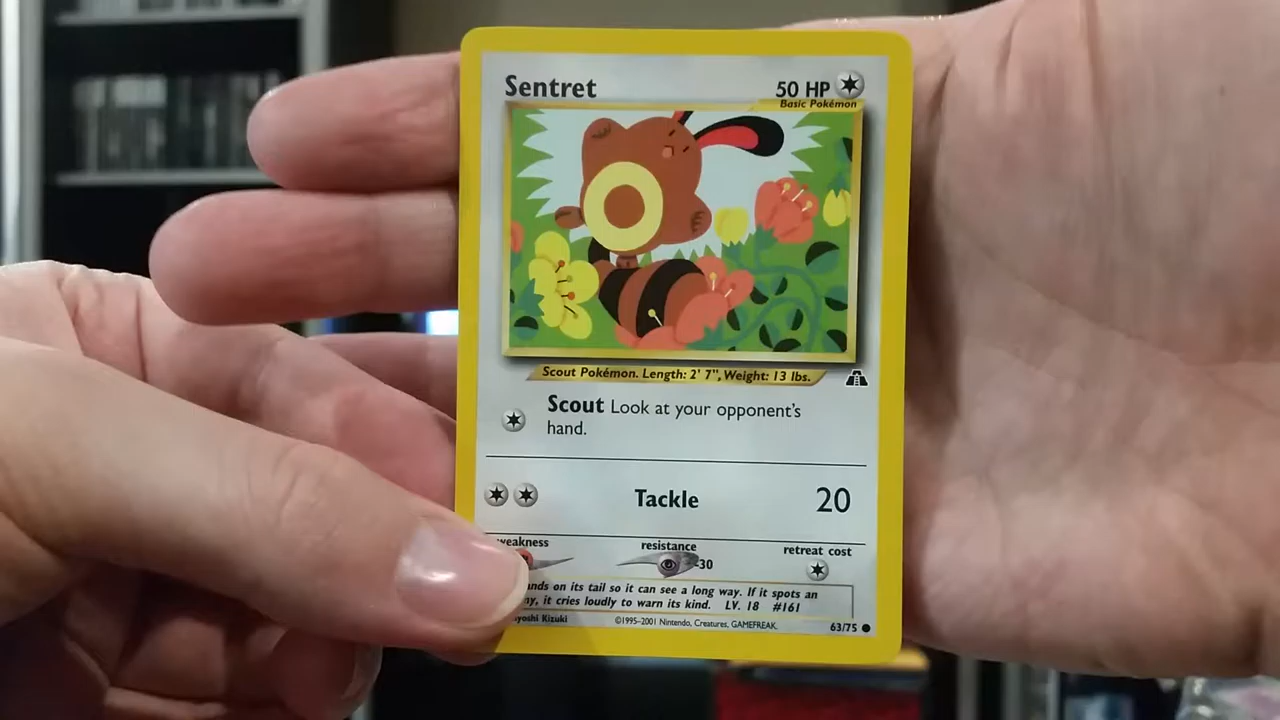 Sentret
50 HP
Basic Pokémon
Scout Pokémon. Length: 2' 7", Weight: 13 lbs.
Scout Look at your opponent's
hand.
Tackle 20
weakness resistance retreat cost
-30
on its tail so it can see a long way. If it spots an
it cries loudly to warn its kind. LV. 18 #161
Kizuki ©1995-2001 Nintendo, Creatures, GAMEFREAK. 63/75